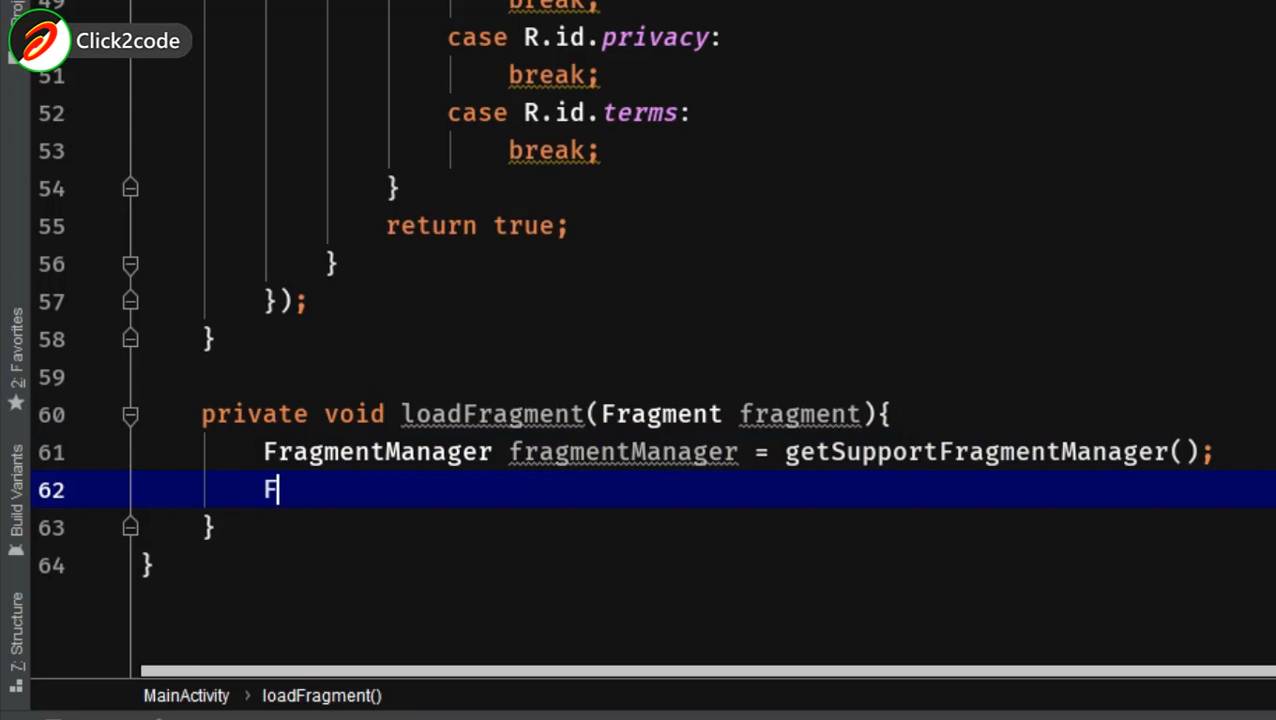 49 break;
Click2code
case R.id.privacy:
51 break;
52 case R.id.terms:
53 break;
54 }
55 return true;
56 }
57 });
58 }
59
60 private void loadFragment(Fragment fragment){
61 FragmentManager fragmentManager = getSupportFragmentManager();
62 F
63 }
64 }
2: Favorites
Build Variants
7: Structure
MainActivity > loadFragment()